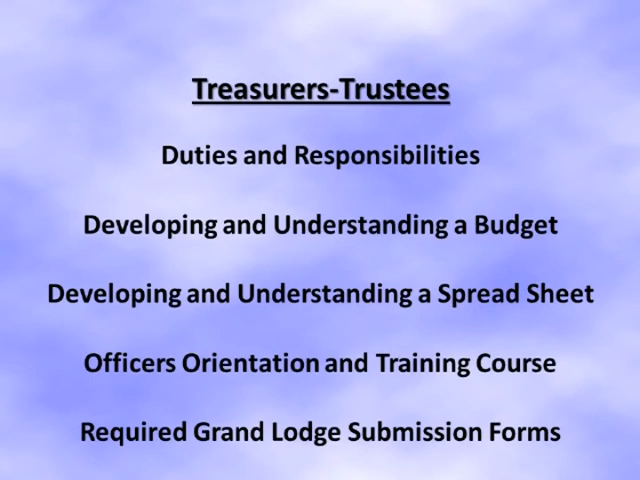 Treasurers-Trustees
Duties and Responsibilities
Developing and Understanding a Budget
Developing and Understanding a Spread Sheet
Officers Orientation and Training Course
Required Grand Lodge Submission Forms